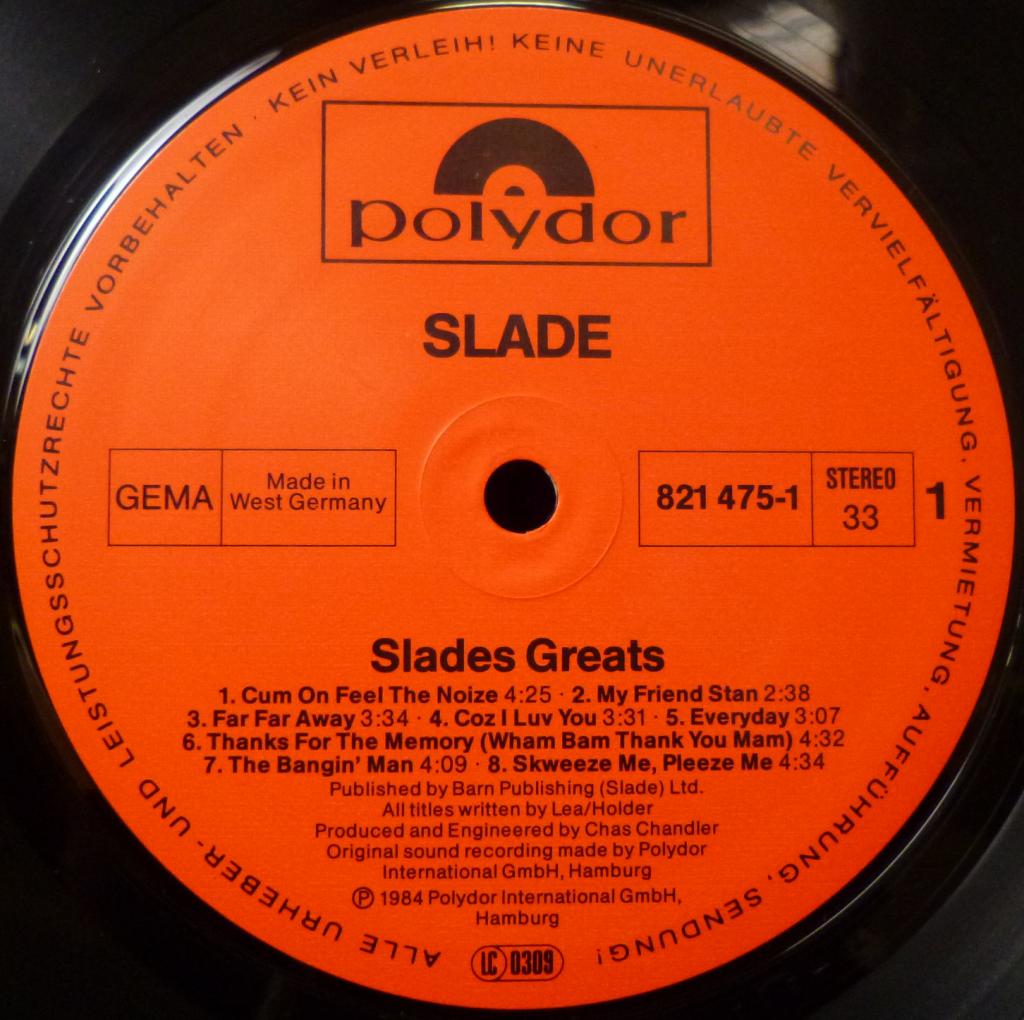 ALLE URHEBER- UND LEISTUNGSSCHUTZRECHTE VORBEHALTEN · KEIN VERLEIH! KEINE UNERLAUBTE VERVIELFÄLTIGUNG, VERMIETUNG, AUFFÜHRUNG, SENDUNG!
polydor
SLADE
GEMA
Made in
West Germany
821 475-1
STEREO
33
1
Slades Greats
1. Cum On Feel The Noize 4:25 · 2. My Friend Stan 2:38
3. Far Far Away 3:34 · 4. Coz I Luv You 3:31 · 5. Everyday 3:07
6. Thanks For The Memory (Wham Bam Thank You Mam) 4:32
7. The Bangin' Man 4:09 · 8. Skweeze Me, Pleeze Me 4:34
Published by Barn Publishing (Slade) Ltd.
All titles written by Lea/Holder
Produced and Engineered by Chas Chandler
Original sound recording made by Polydor
International GmbH, Hamburg
℗ 1984 Polydor International GmbH,
Hamburg
LC 0309